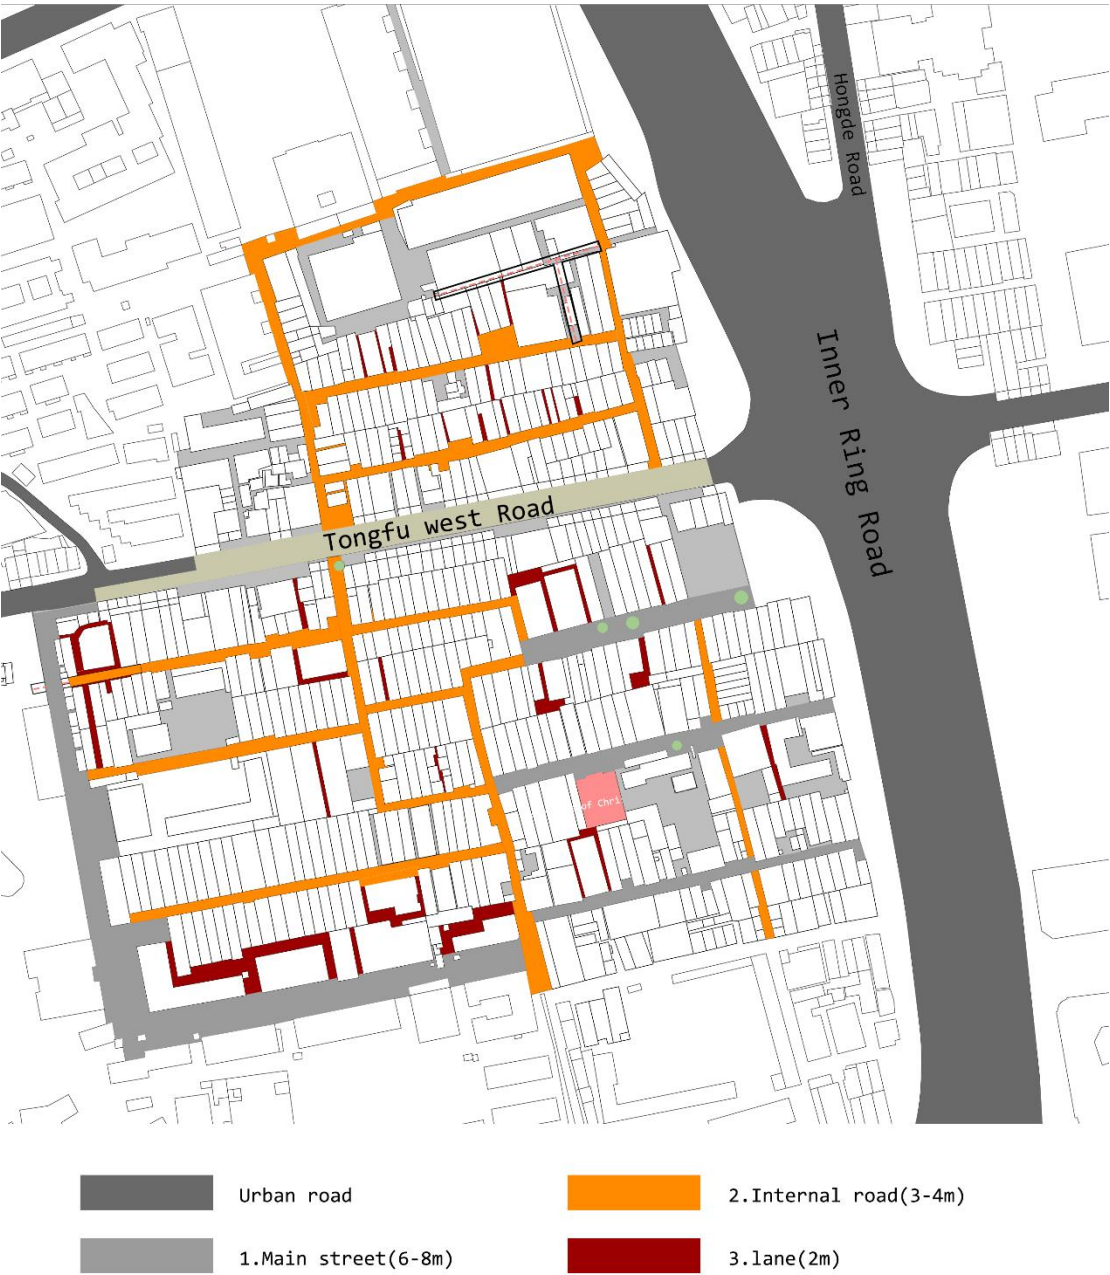 Hongde Road
Inner Ring Road
Tongfu west Road
of Chri
Urban road
2.Internal road(3-4m)
1.Main street(6-8m)
3.lane(2m)